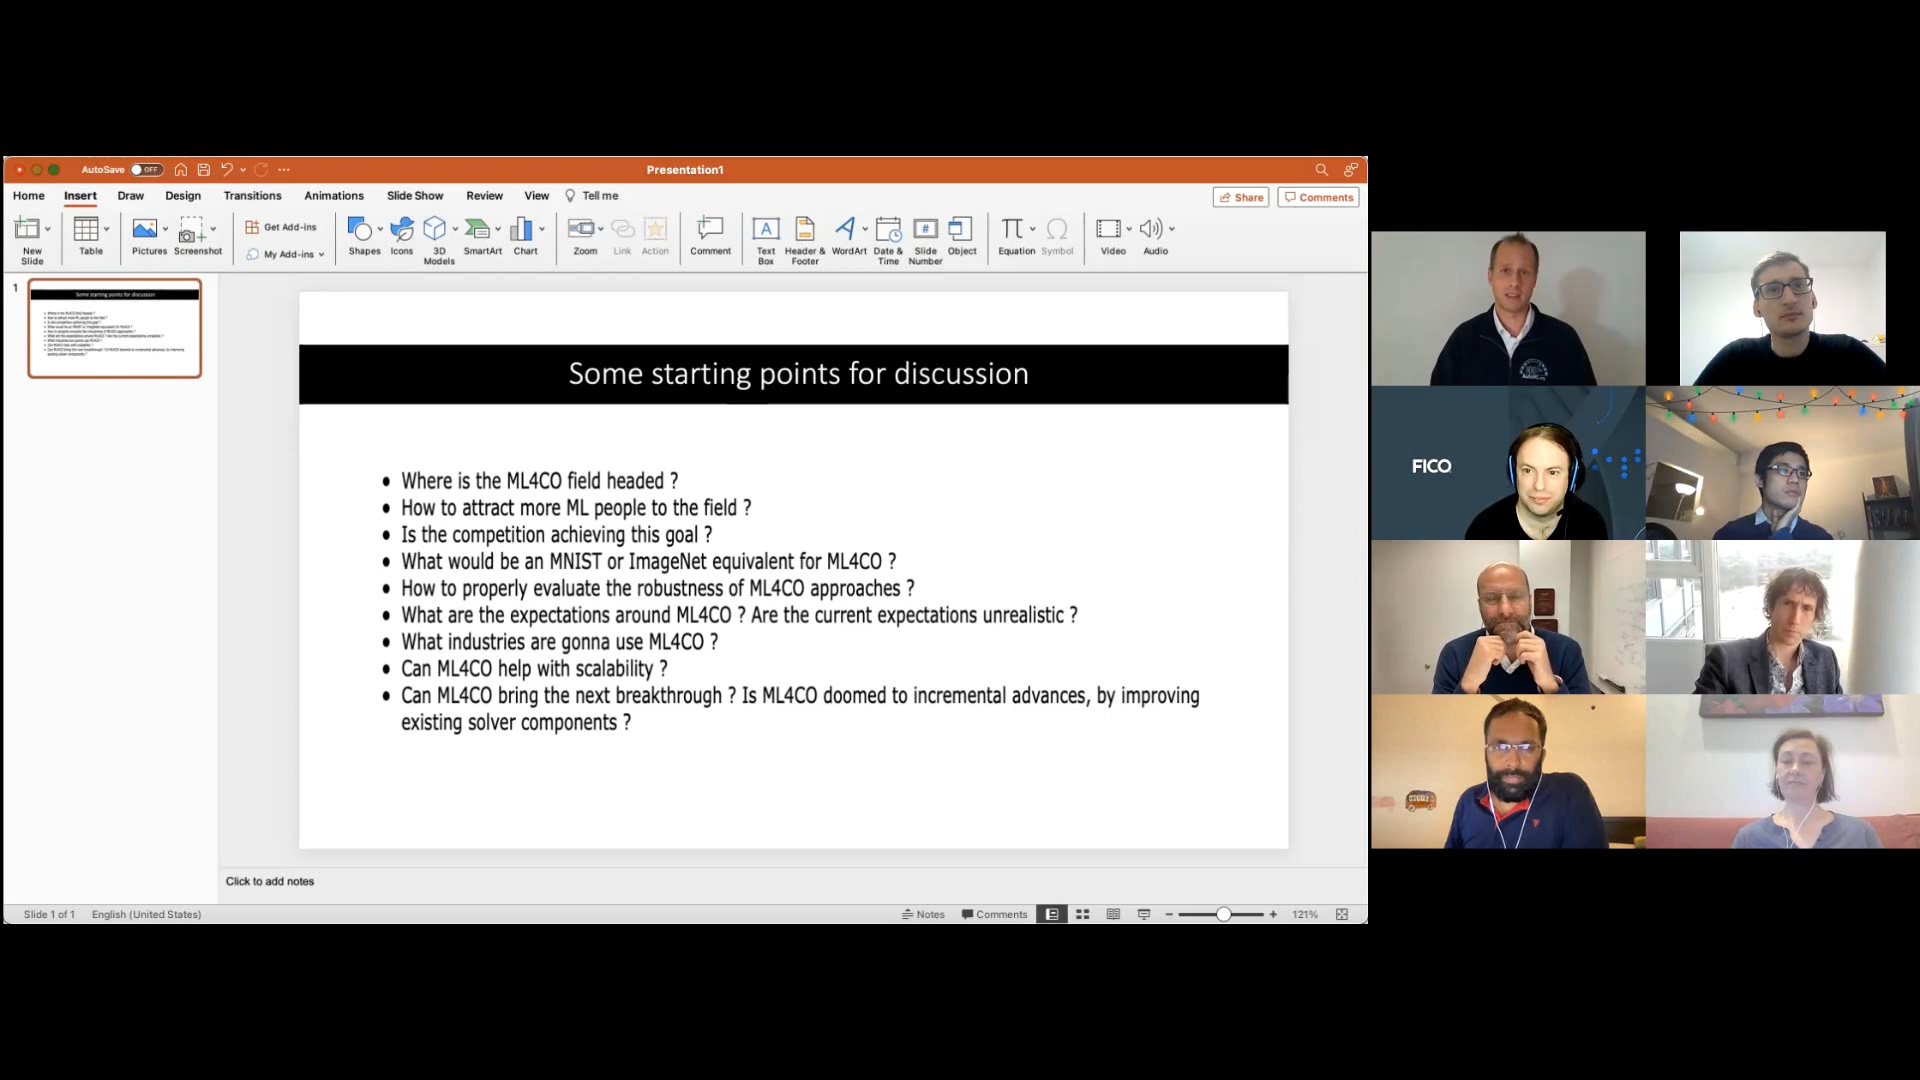 AutoSave OFF
Presentation1
Home Insert Draw Design Transitions Animations Slide Show Review View Tell me
Share Comments
New Slide
Table
Pictures
Screenshot
Get Add-ins
My Add-ins
Shapes
Icons
3D Models
SmartArt
Chart
Zoom
Link
Action
Comment
Text Box
Header & Footer
WordArt
Date & Time
Slide Number
Object
Equation
Symbol
Video
Audio
1
Some starting points for discussion
Some starting points for discussion
• Where is the ML4CO field headed ?
• How to attract more ML people to the field ?
• Is the competition achieving this goal ?
• What would be an MNIST or ImageNet equivalent for ML4CO ?
• How to properly evaluate the robustness of ML4CO approaches ?
• What are the expectations around ML4CO ? Are the current expectations unrealistic ?
• What industries are gonna use ML4CO ?
• Can ML4CO help with scalability ?
• Can ML4CO bring the next breakthrough ? Is ML4CO doomed to incremental advances, by improving
existing solver components ?
Click to add notes
Slide 1 of 1 English (United States)
Notes Comments 121%
FICO